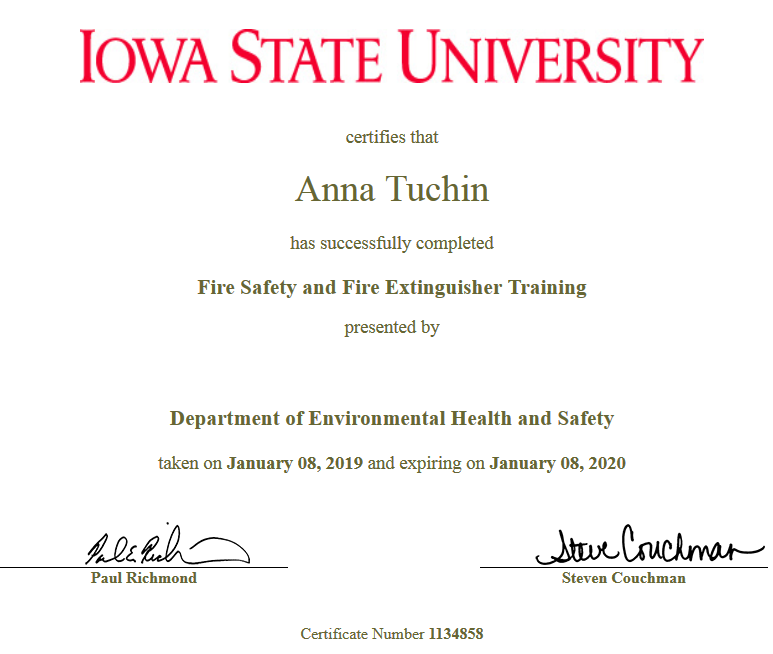 IOWA STATE UNIVERSITY
certifies that
Anna Tuchin
has successfully completed
Fire Safety and Fire Extinguisher Training
presented by
Department of Environmental Health and Safety
taken on January 08, 2019 and expiring on January 08, 2020
Steve Couchman
Paul Richmond
Steven Couchman
Certificate Number 1134858